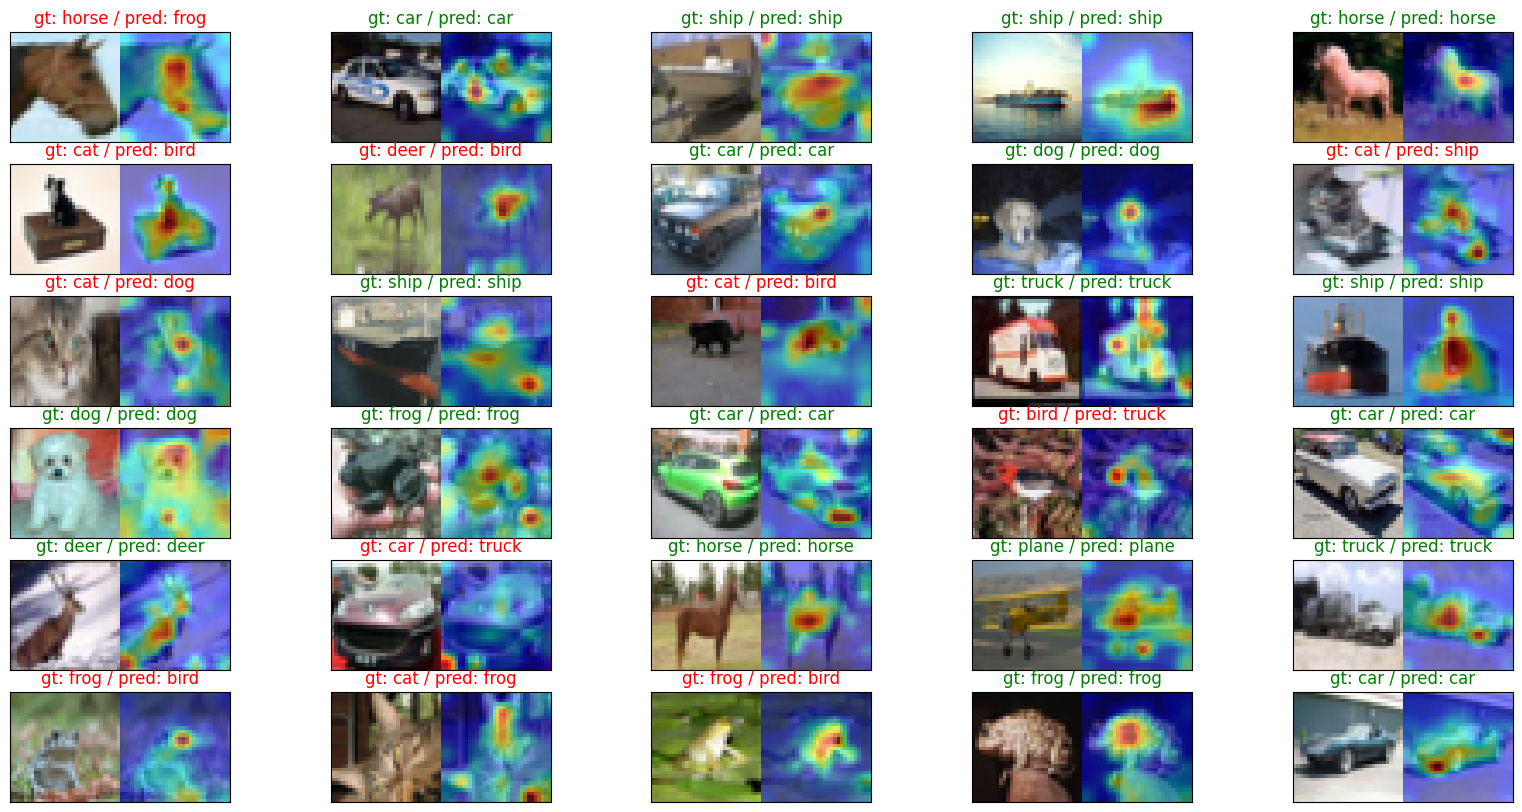 gt: horse / pred: frog
gt: car / pred: car
gt: ship / pred: ship
gt: ship / pred: ship
gt: horse / pred: horse
gt: cat / pred: bird
gt: deer / pred: bird
gt: car / pred: car
gt: dog / pred: dog
gt: cat / pred: ship
gt: cat / pred: dog
gt: ship / pred: ship
gt: cat / pred: bird
gt: truck / pred: truck
gt: ship / pred: ship
gt: dog / pred: dog
gt: frog / pred: frog
gt: car / pred: car
gt: bird / pred: truck
gt: car / pred: car
gt: deer / pred: deer
gt: car / pred: truck
gt: horse / pred: horse
gt: plane / pred: plane
gt: truck / pred: truck
gt: frog / pred: bird
gt: cat / pred: frog
gt: frog / pred: bird
gt: frog / pred: frog
gt: car / pred: car